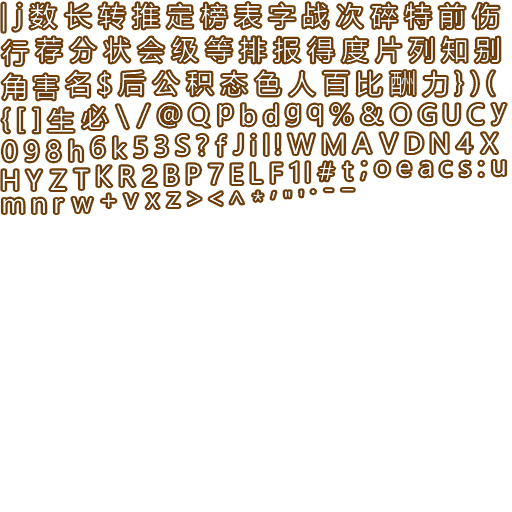 |j数长转推定榜表字战次碎特前伤
行荐分状会级等排报得度片列知别
角害名$后公积态色人百比酬力})(
{[]生必\/@Qpbdgq%&OGUCy
098h6k53S?fJil!WMAVDN4X
HYZTKR2BP7ELF1I#t;oeacs:u
mnrw+vxz><^*,"'·--